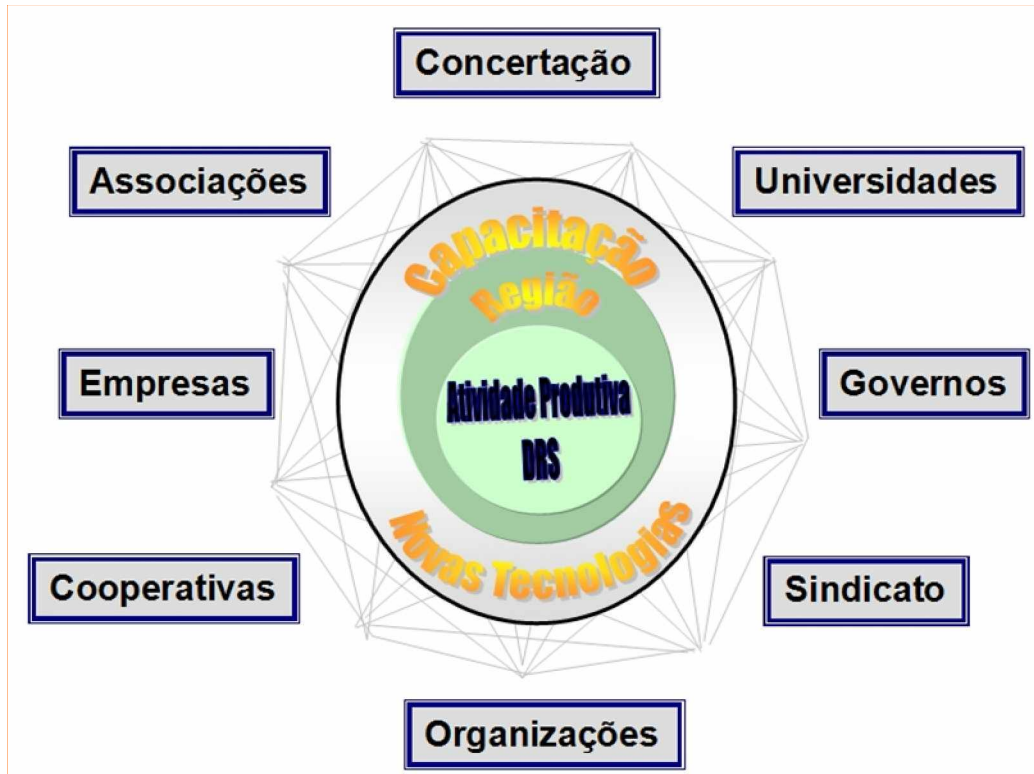 Concertação
Associações
Universidades
Capacitação
Região
Empresas
Atividade Produtiva
DRS
Governos
Novas Tecnologias
Cooperativas
Sindicato
Organizações